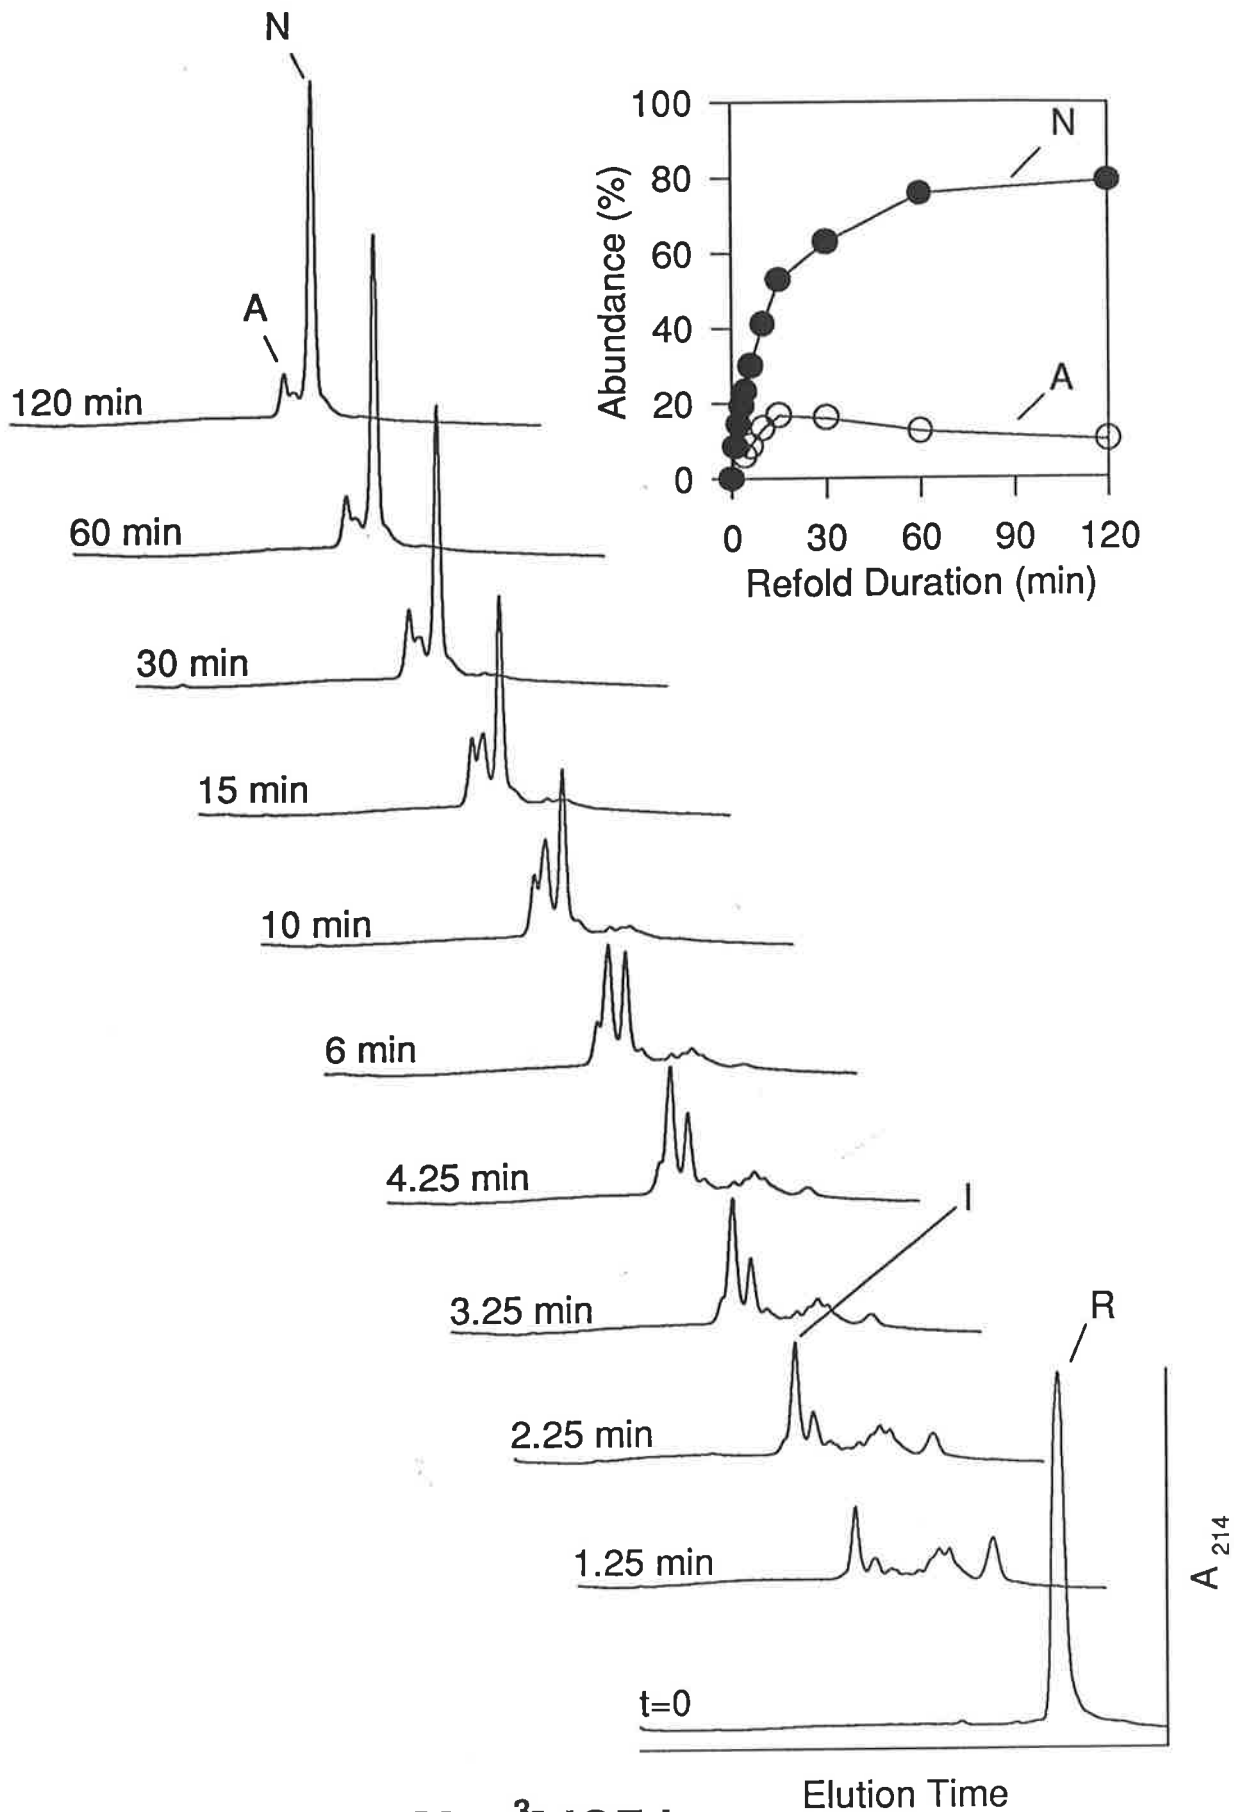 N
A
100
80
60
40
20
0
Abundance (%)
N
A
0 30 60 90 120
Refold Duration (min)
120 min
60 min
30 min
15 min
10 min
6 min
4.25 min
I
3.25 min
R
2.25 min
1.25 min
t=0
A 214
Elution Time